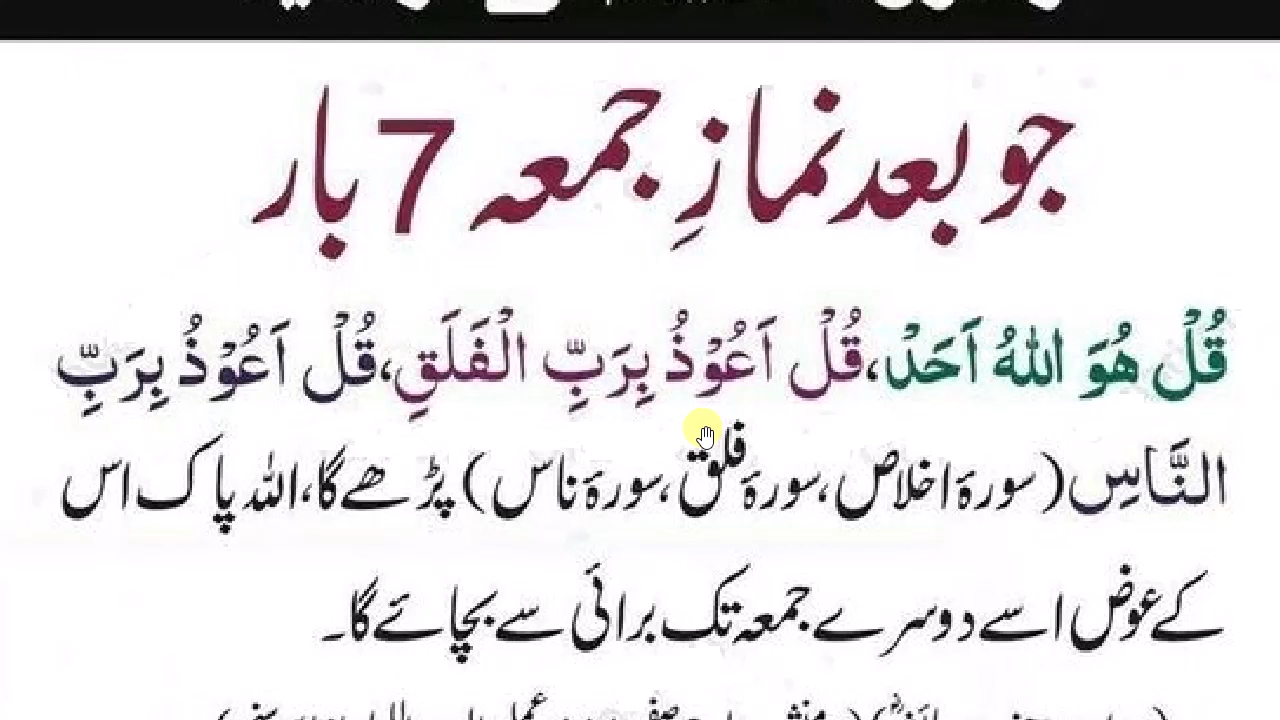 جو بعد نمازِ جمعہ 7 بار
قُلْ هُوَ اللهُ اَحَدْ، قُلْ اَعُوْذُ بِرَبِّ الْفَلَقِ، قُلْ اَعُوْذُ بِرَبِّ
النَّاسِ (سورۂ اخلاص، سورۂ فلق، سورۂ ناس) پڑھے گا، اللہ پاک اس
کے عوض اسے دوسرے جمعہ تک برائی سے بچائے گا۔